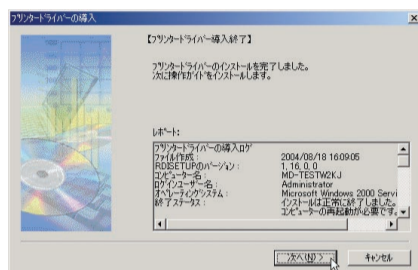 プリンタードライバーの導入
【プリンタードライバー導入終了】
プリンタードライバーのインストールを完了しました。
次に操作ガイドをインストールします。
レポート:
プリンタードライバーの導入ログ
ファイル作成: 2004/08/18 16:09:05
RDISETUPのバージョン: 1, 16, 0, 0
コンピューター名: MD-TESTW2KJ
ログインユーザー名: Administrator
オペレーティングシステム: Microsoft Windows 2000 Servi
終了ステータス: インストールは正常に終了しました。
コンピューターの再起動が必要です。
次へ(N) >
キャンセル